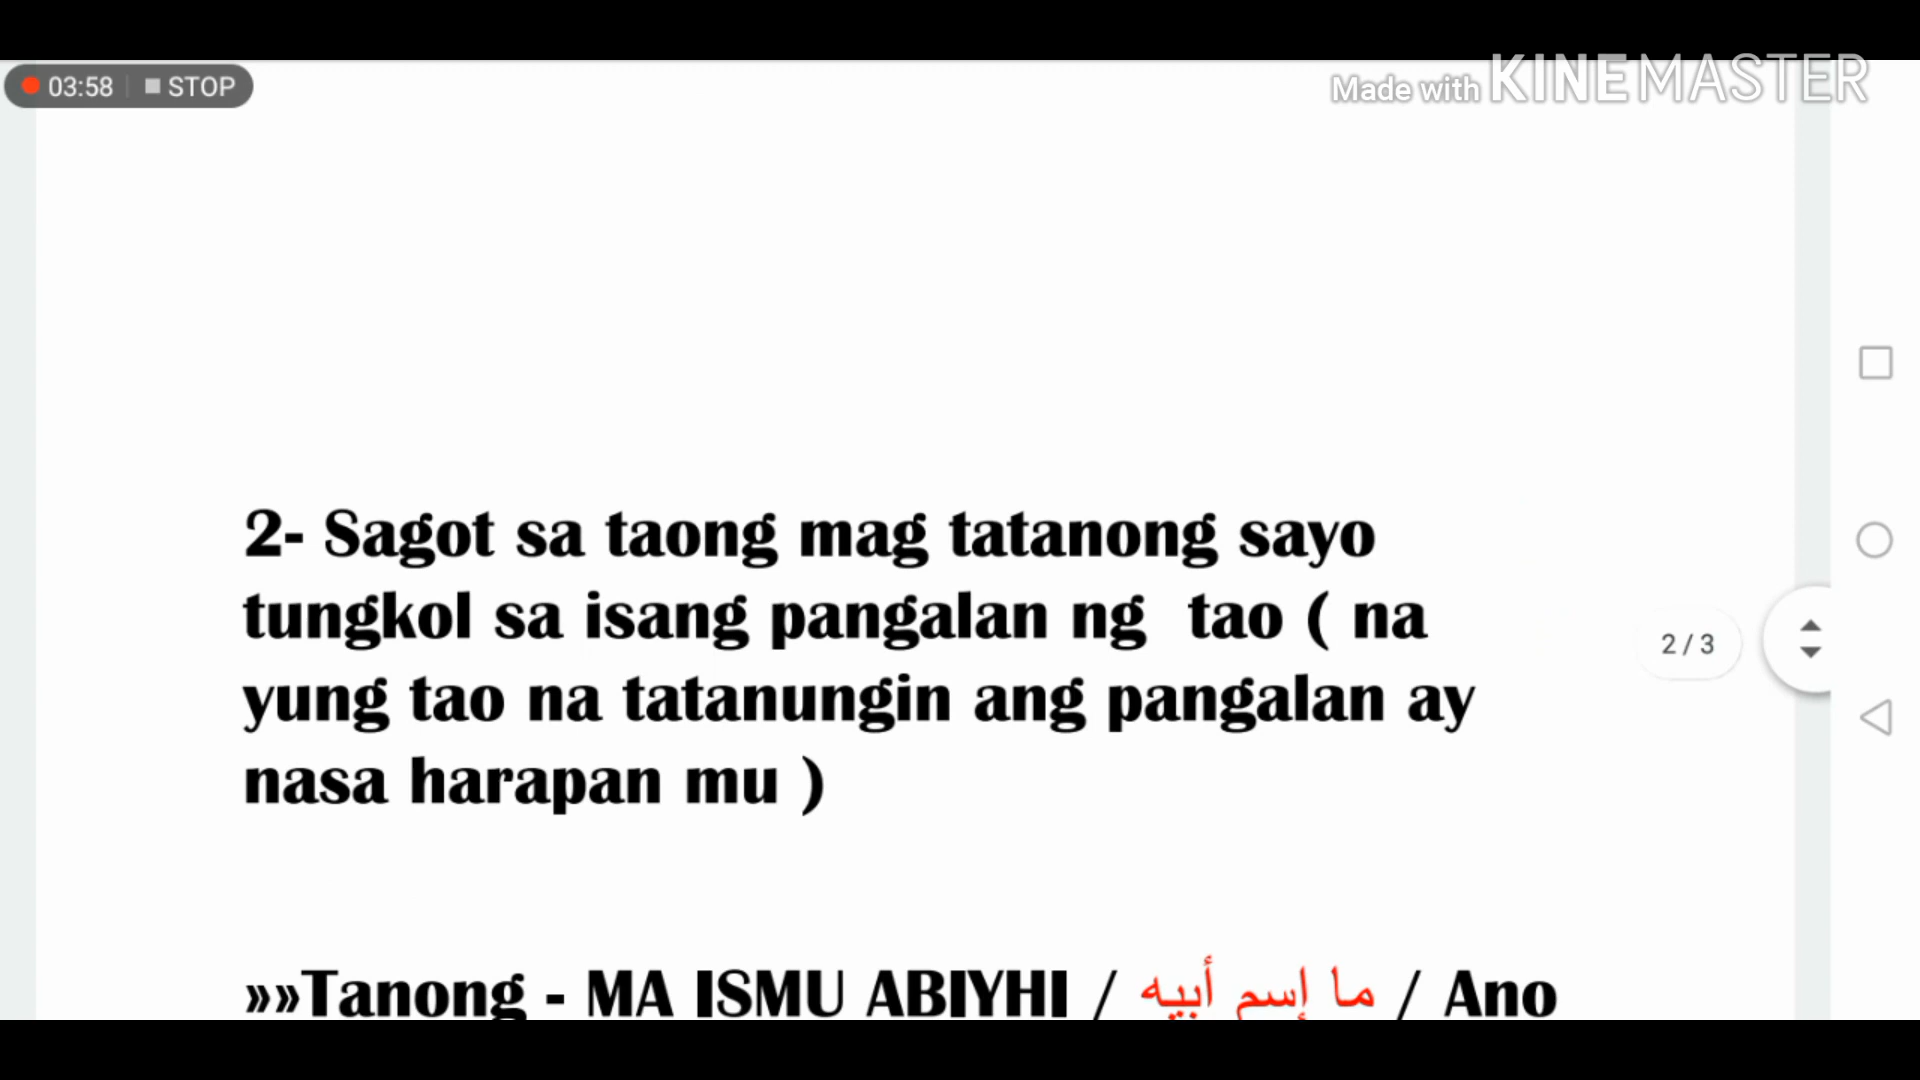 03:58 STOP
Made with KINEMASTER
2- Sagot sa taong mag tatanong sayo
tungkol sa isang pangalan ng tao ( na
yung tao na tatanungin ang pangalan ay
nasa harapan mu )
2 / 3
»»Tanong - MA ISMU ABIYHI / ما إسم أبيه / Ano